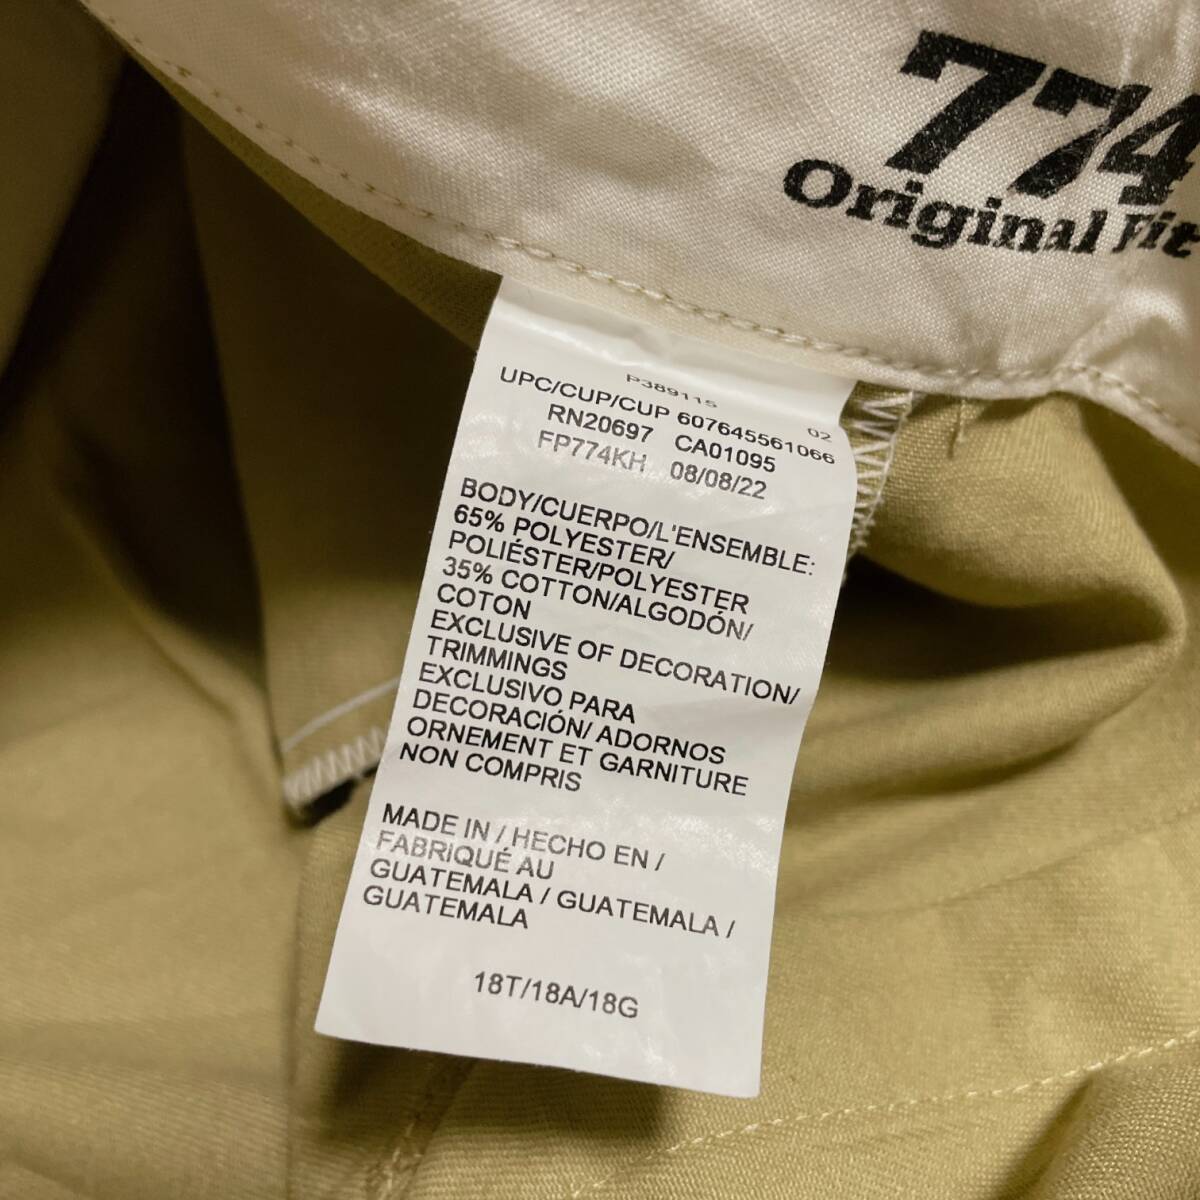 774
Original Fit
P389115
02
UPC/CUP/CUP 607645561066
RN20697 CA01095
FP774KH 08/08/22
BODY/CUERPO/L'ENSEMBLE:
65% POLYESTER/
POLIÉSTER/POLYESTER
35% COTTON/ALGODÓN/
COTON
EXCLUSIVE OF DECORATION/
TRIMMINGS
EXCLUSIVO PARA
DECORACIÓN/ ADORNOS
ORNEMENT ET GARNITURE
NON COMPRIS
MADE IN / HECHO EN /
FABRIQUÉ AU
GUATEMALA / GUATEMALA /
GUATEMALA
18T/18A/18G